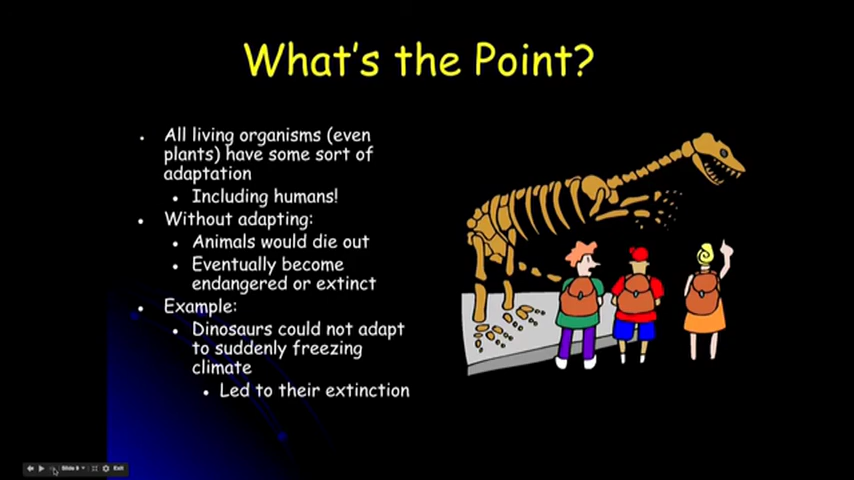 What's the Point?
All living organisms (even
plants) have some sort of
adaptation
Including humans!
Without adapting:
Animals would die out
Eventually become
endangered or extinct
Example:
Dinosaurs could not adapt
to suddenly freezing
climate
Led to their extinction
Slide 9
Exit